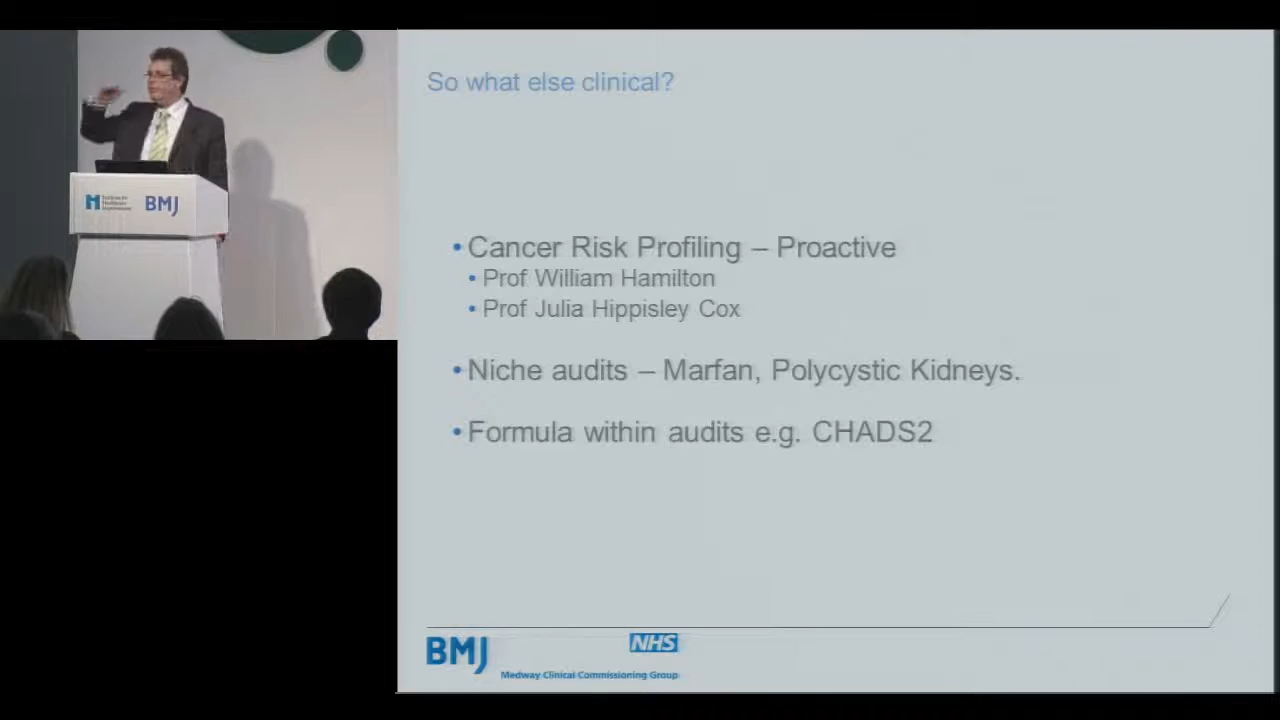 So what else clinical?
• Cancer Risk Profiling – Proactive
• Prof William Hamilton
• Prof Julia Hippisley Cox
• Niche audits – Marfan, Polycystic Kidneys.
• Formula within audits e.g. CHADS2
BMJ
NHS
Medway Clinical Commissioning Group
BMJ